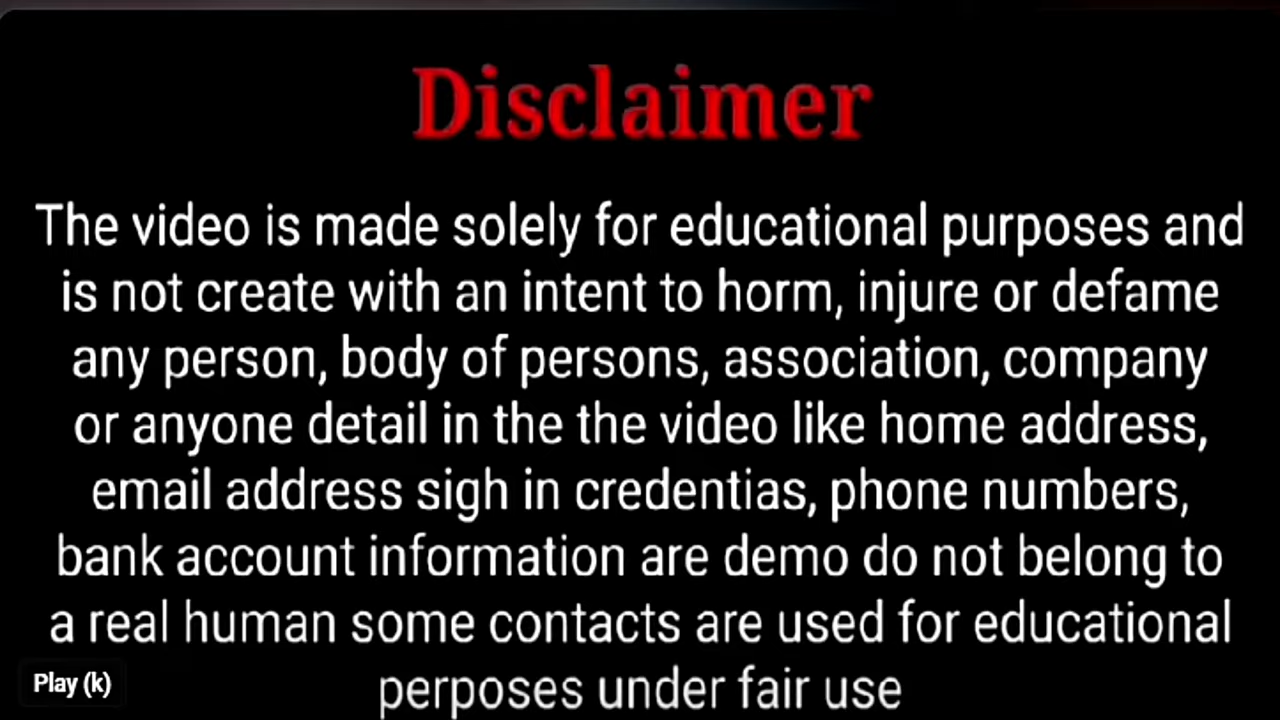 Disclaimer
The video is made solely for educational purposes and
is not create with an intent to horm, injure or defame
any person, body of persons, association, company
or anyone detail in the the video like home address,
email address sigh in credentias, phone numbers,
bank account information are demo do not belong to
a real human some contacts are used for educational
perposes under fair use
Play (k)